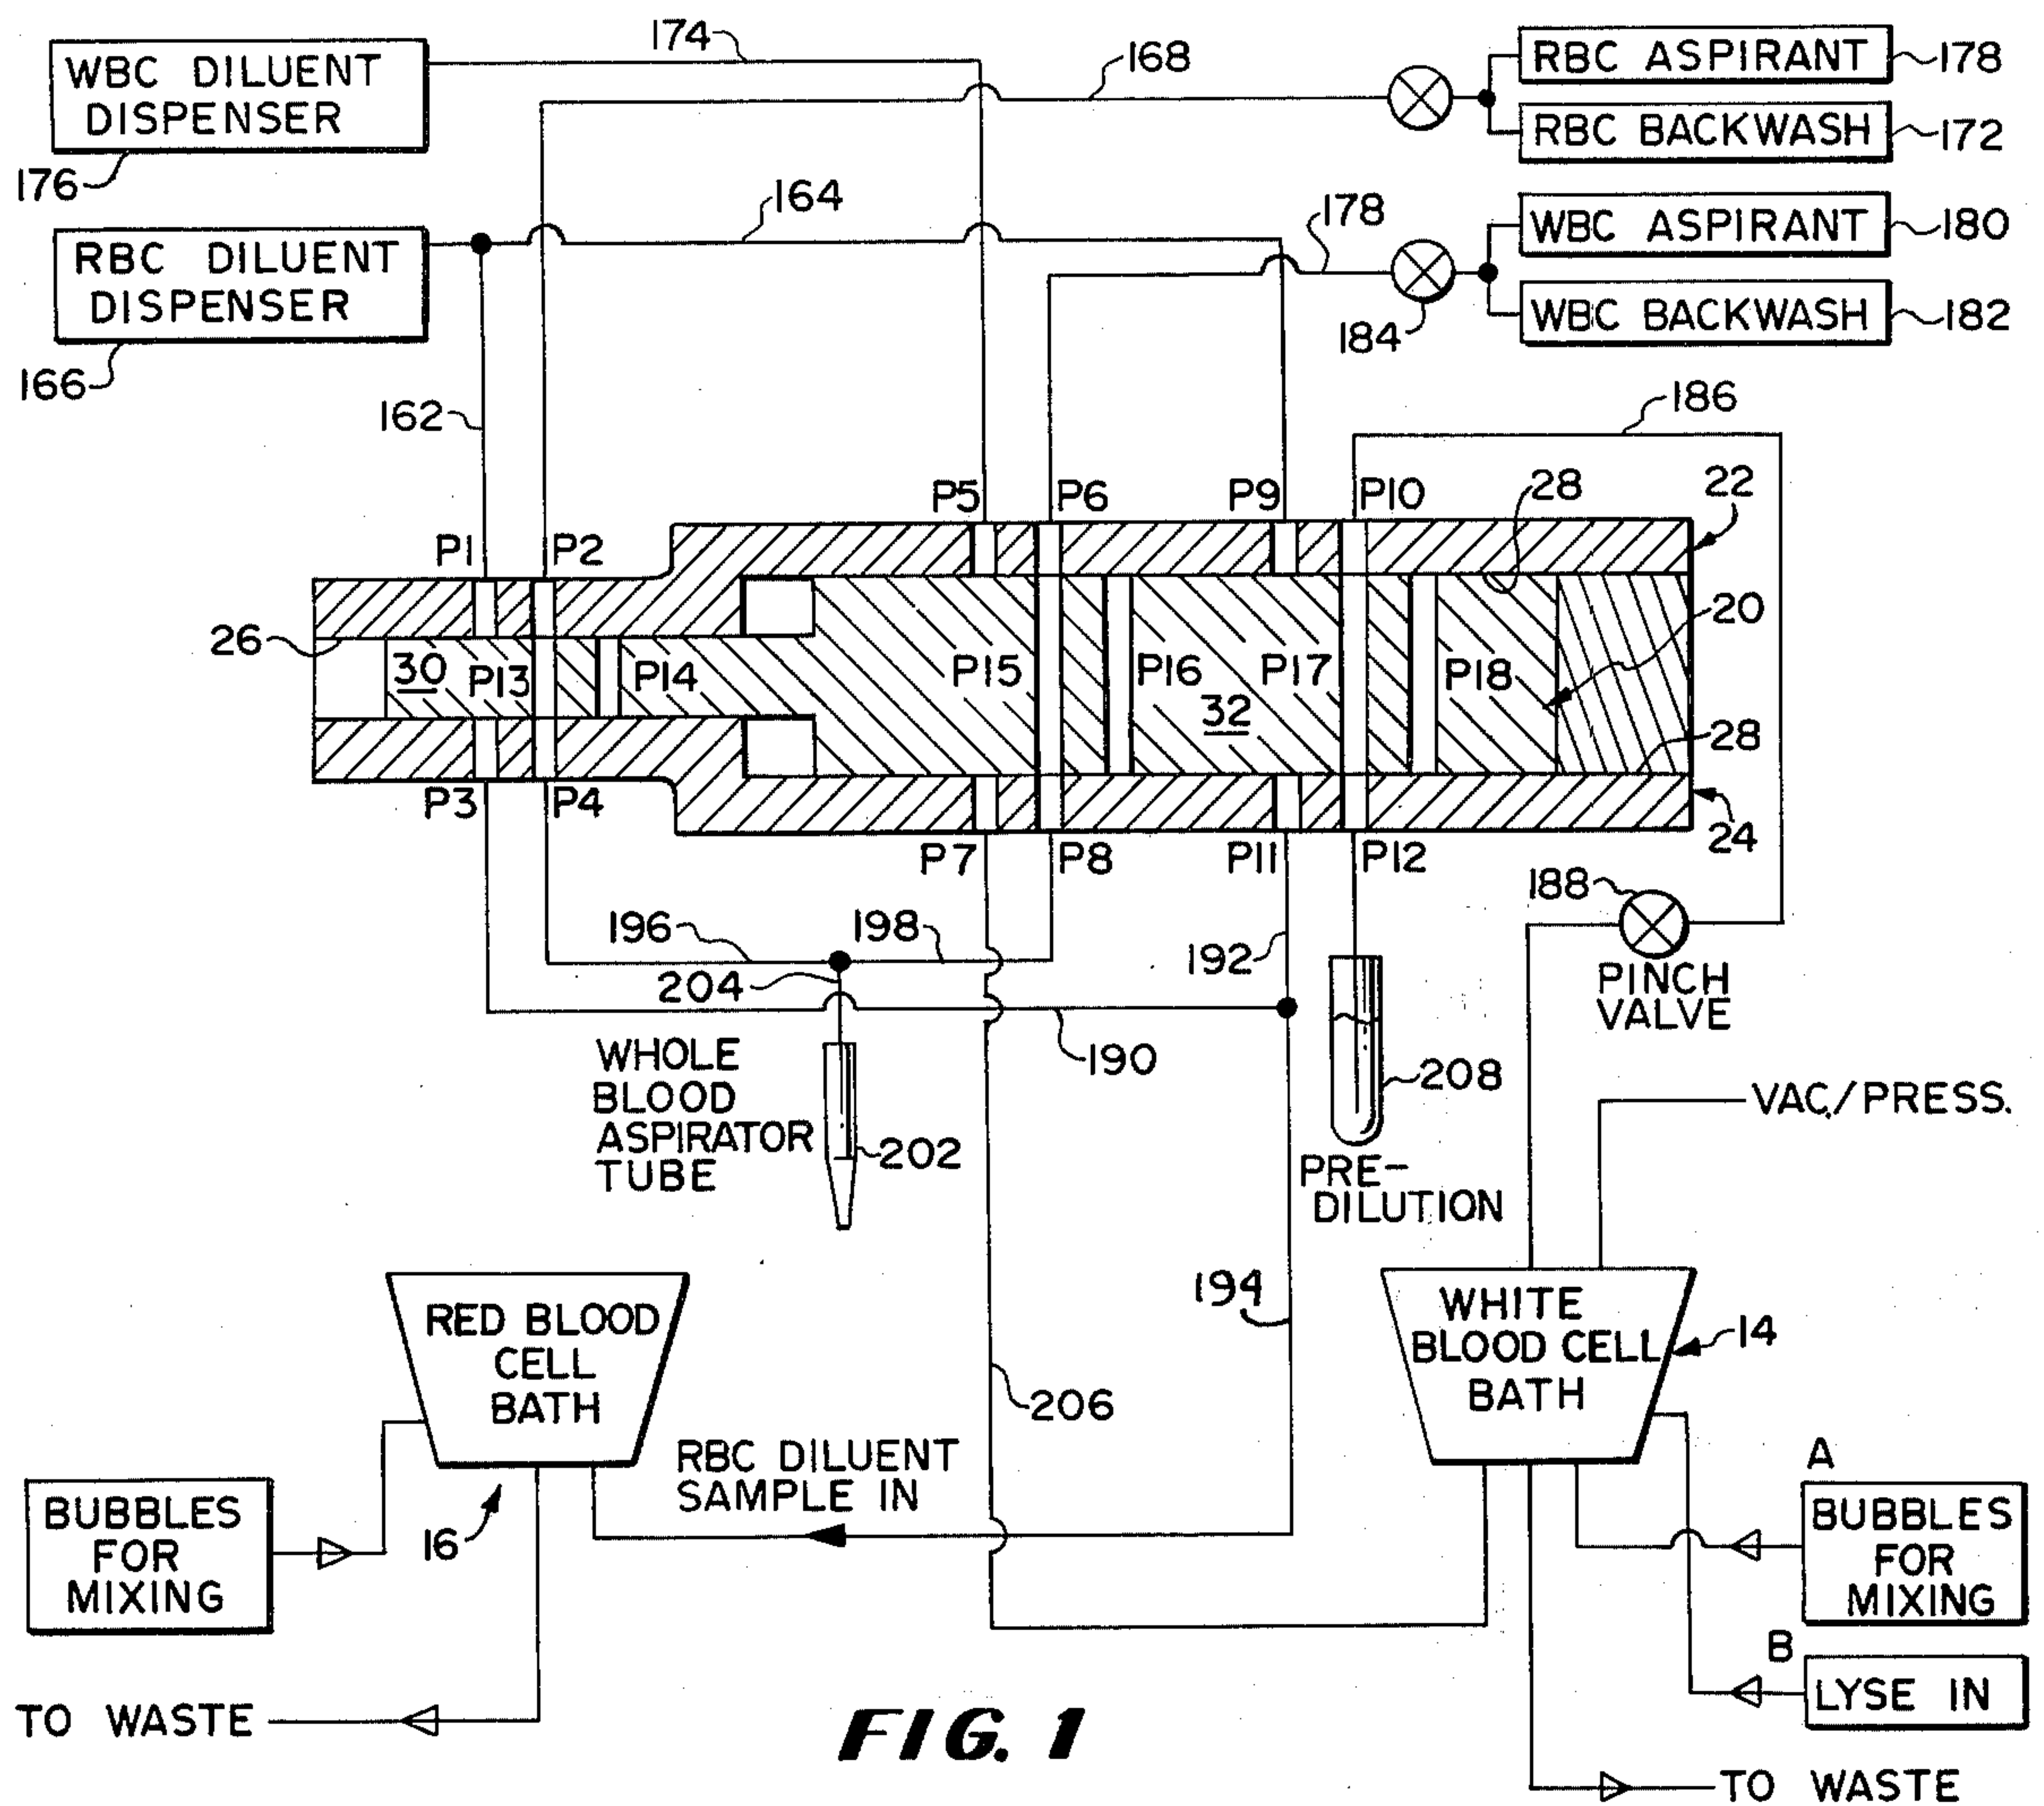 WBC DILUENT
DISPENSER
176
174
168
RBC ASPIRANT
178
RBC BACKWASH
172
RBC DILUENT
DISPENSER
166
164
178
184
WBC ASPIRANT
180
WBC BACKWASH
182
162
186
P1
P2
P5
P6
P9
P10
28
22
26
30
P13
P14
P15
P16
32
P17
P18
20
28
24
P3
P4
P7
P8
P11
P12
188
PINCH
VALVE
196
198
204
192
190
WHOLE
BLOOD
ASPIRATOR
TUBE
202
208
PRE-
DILUTION
VAC./PRESS.
RED BLOOD
CELL
BATH
16
194
206
RBC DILUENT
SAMPLE IN
WHITE
BLOOD CELL
BATH
14
BUBBLES
FOR
MIXING
A
BUBBLES
FOR
MIXING
B
LYSE IN
TO WASTE
FIG. 1
TO WASTE